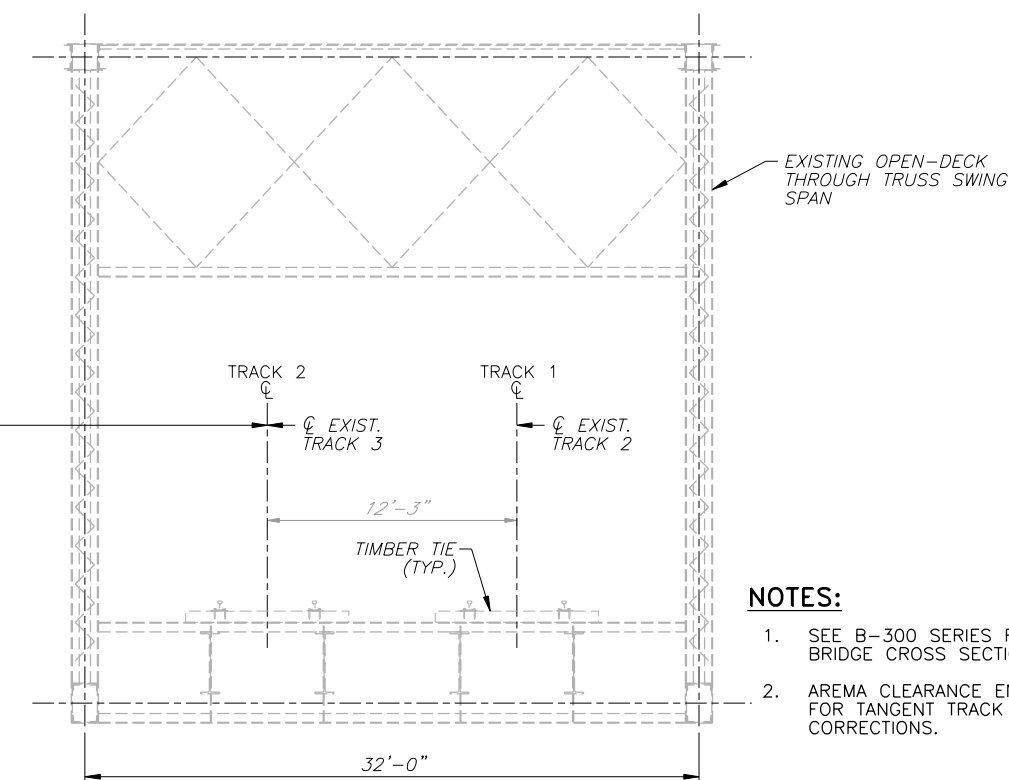 EXISTING OPEN-DECK
THROUGH TRUSS SWING
SPAN
TRACK 2
℄
TRACK 1
℄
℄ EXIST.
TRACK 3
℄ EXIST.
TRACK 2
12'-3"
TIMBER TIE
(TYP.)
NOTES:
1. SEE B-300 SERIES
BRIDGE CROSS
2. AREMA CLEARANCE
FOR TANGENT TRACK
CORRECTIONS.
32'-0"